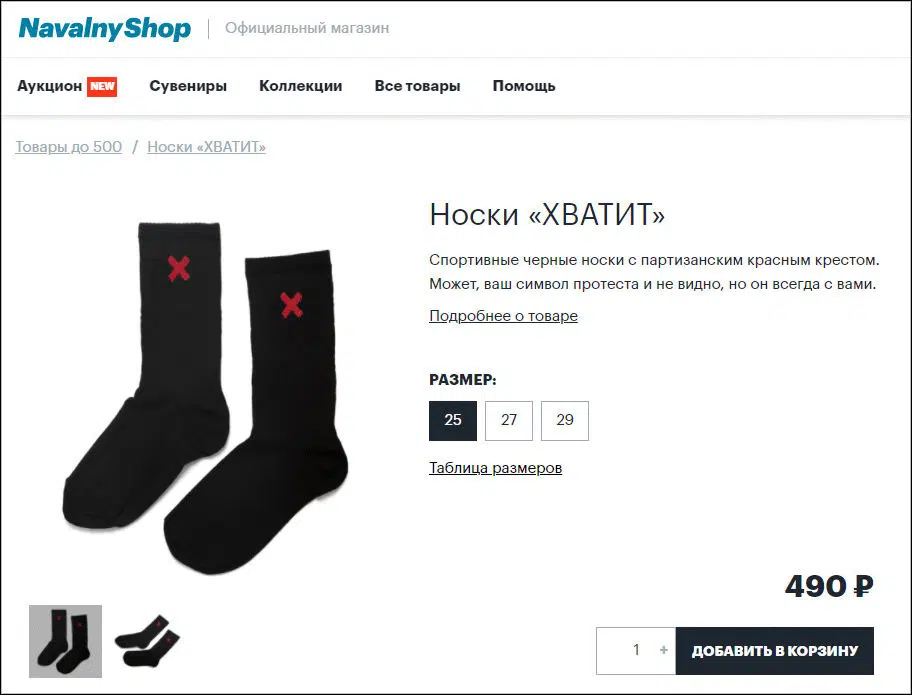 NavalnyShop Официальный магазин
Аукцион NEW Сувениры Коллекции Все товары Помощь
Товары до 500 / Носки «ХВАТИТ»
Носки «ХВАТИТ»
Спортивные черные носки с партизанским красным крестом.
Может, ваш символ протеста и не видно, но он всегда с вами.
Подробнее о товаре
РАЗМЕР:
25 27 29
Таблица размеров
490 ₽
1 + ДОБАВИТЬ В КОРЗИНУ